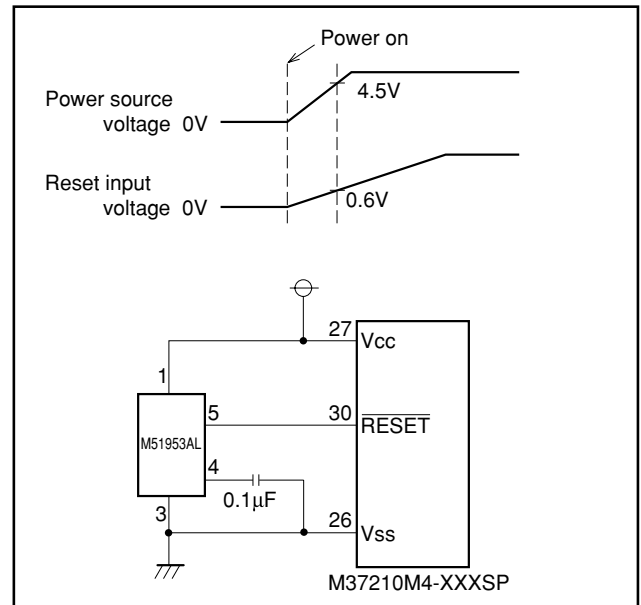 Power on
4.5V
Power source
voltage 0V
Reset input
voltage 0V
0.6V
27
Vcc
1
5
30
RESET
M51953AL
4
0.1μF
3
26
Vss
M37210M4-XXXSP